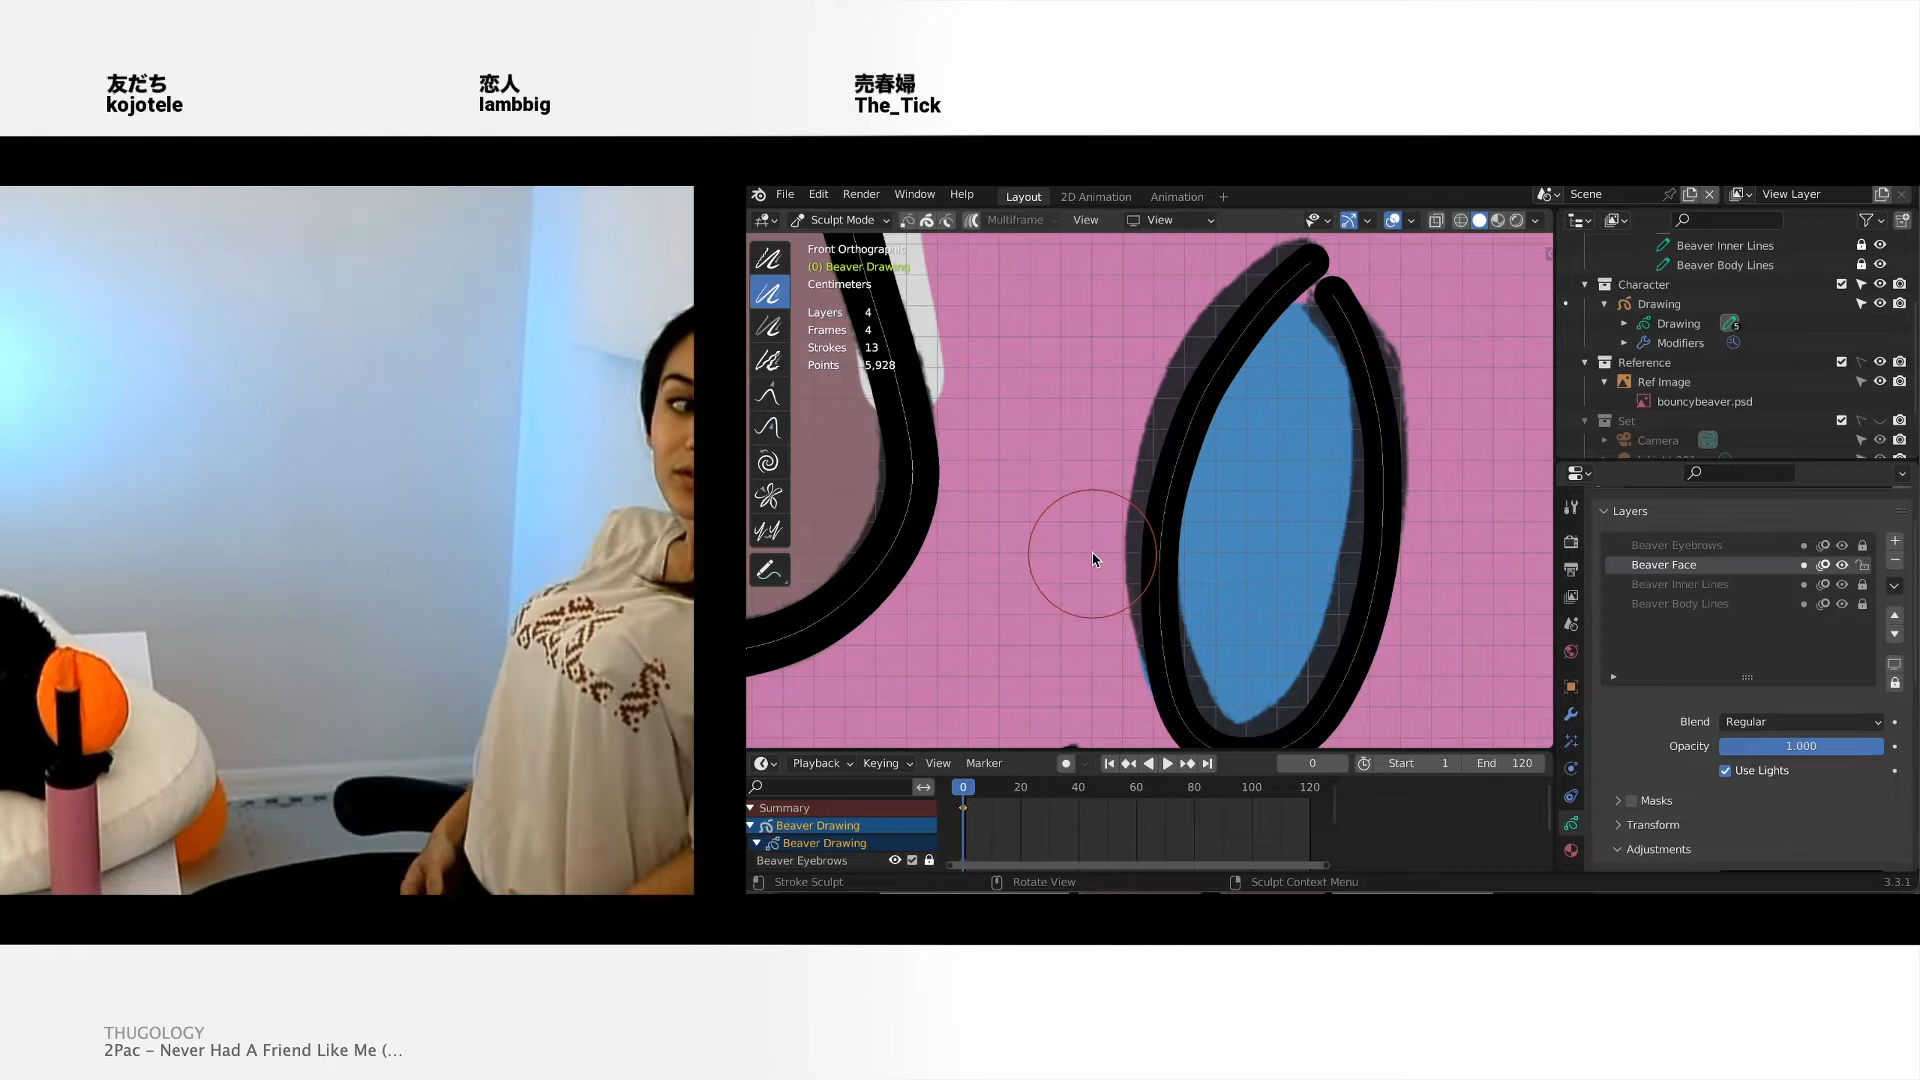 友だち
kojotele
恋人
lambbig
売春婦
The_Tick
File Edit Render Window Help Layout 2D Animation Animation + Scene View Layer
Sculpt Mode Multiframe View View
Front Orthographic
(0) Beaver Drawing
Centimeters
Layers 4
Frames 4
Strokes 13
Points 5,928
Beaver Inner Lines
Beaver Body Lines
Character
Drawing
Drawing 5
Modifiers
Reference
Ref Image
bouncybeaver.psd
Set
Camera
Layers
Beaver Eyebrows
Beaver Face
Beaver Inner Lines
Beaver Body Lines
Blend Regular
Opacity 1.000
Use Lights
Masks
Transform
Adjustments
Playback Keying View Marker 0 Start 1 End 120
0 20 40 60 80 100 120
Summary
Beaver Drawing
Beaver Drawing
Beaver Eyebrows
Stroke Sculpt Rotate View Sculpt Context Menu 3.3.1
THUGOLOGY
2Pac - Never Had A Friend Like Me (...